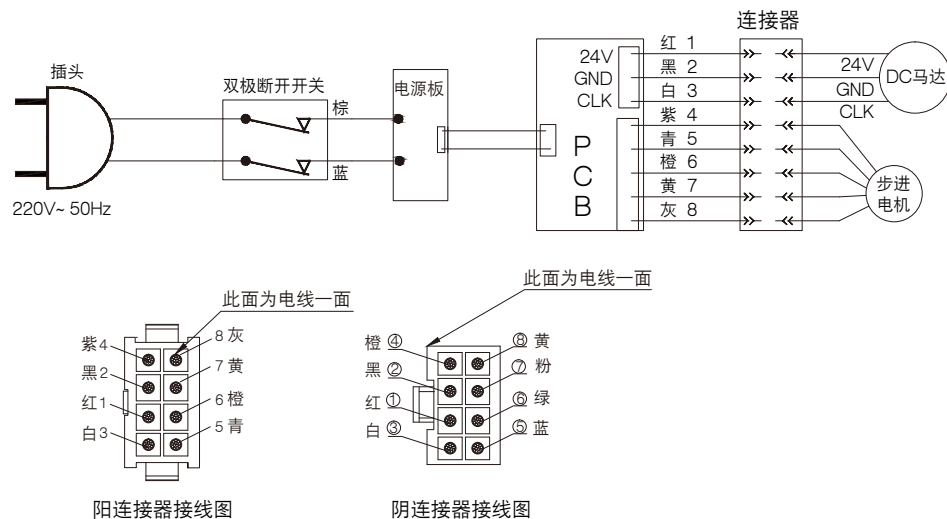 连接器
插头
双极断开开关
棕
蓝
电源板
220V~ 50Hz
24V
GND
CLK
PCB
红 1
黑 2
白 3
紫 4
青 5
橙 6
黄 7
灰 8
24V
GND
CLK
DC马达
步进
电机
此面为电线一面
紫4
黑2
红1
白3
8灰
7黄
6橙
5青
阳连接器接线图
此面为电线一面
橙④
黑②
红①
白③
⑧黄
⑦粉
⑥绿
⑤蓝
阴连接器接线图